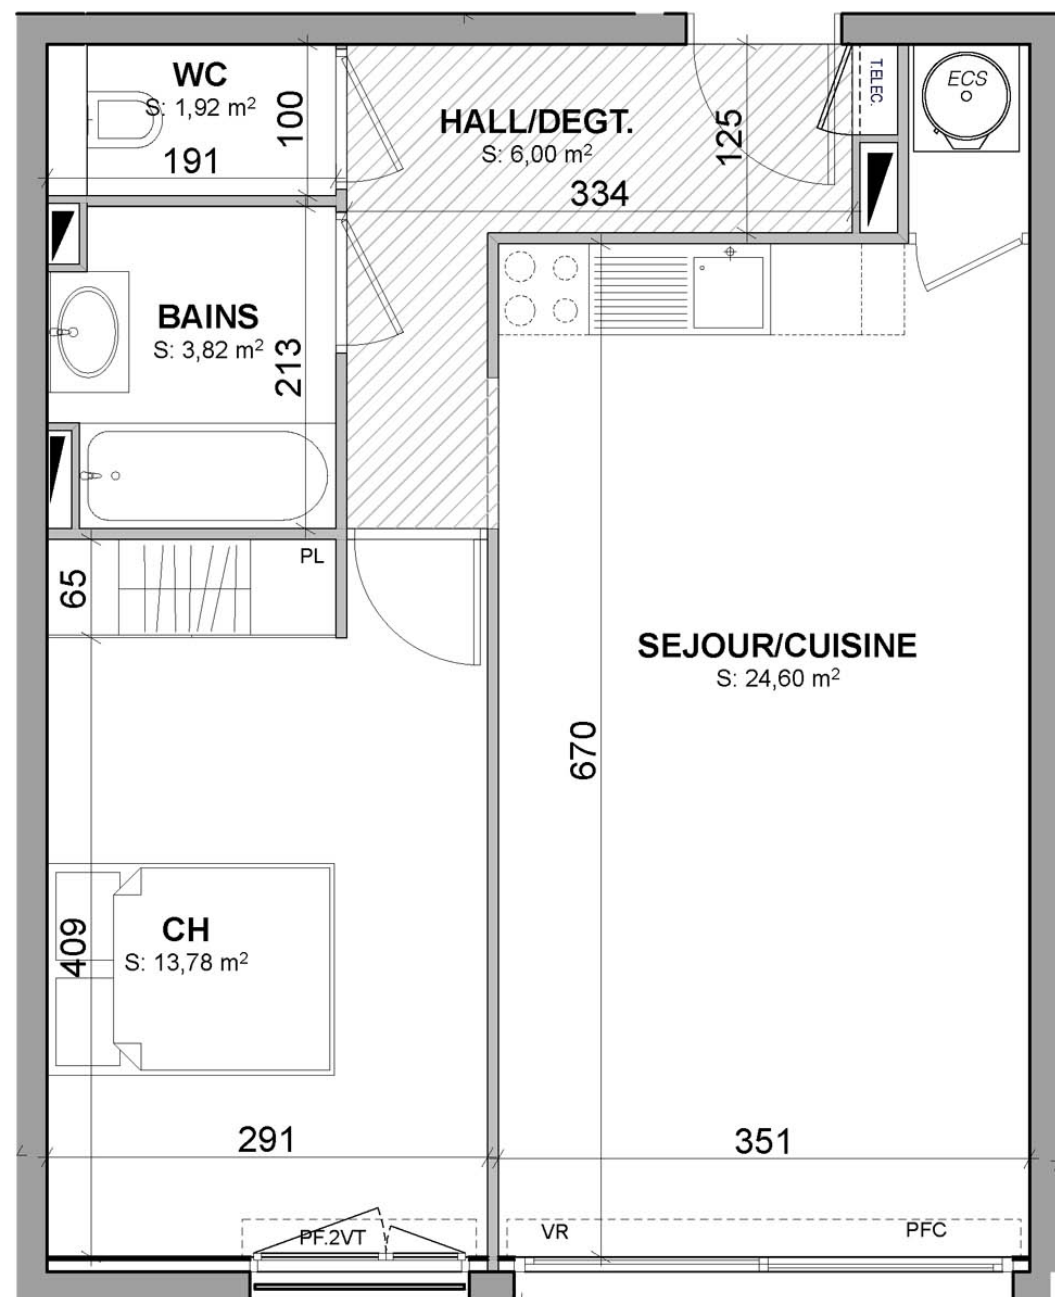 WC
S: 1,92 m²
100
191
HALL/DEGT.
S: 6,00 m²
125
334
T.ELEC.
ECS
BAINS
S: 3,82 m²
213
PL
65
SEJOUR/CUISINE
S: 24,60 m²
670
CH
S: 13,78 m²
409
291
351
PF.2VT
VR
PFC